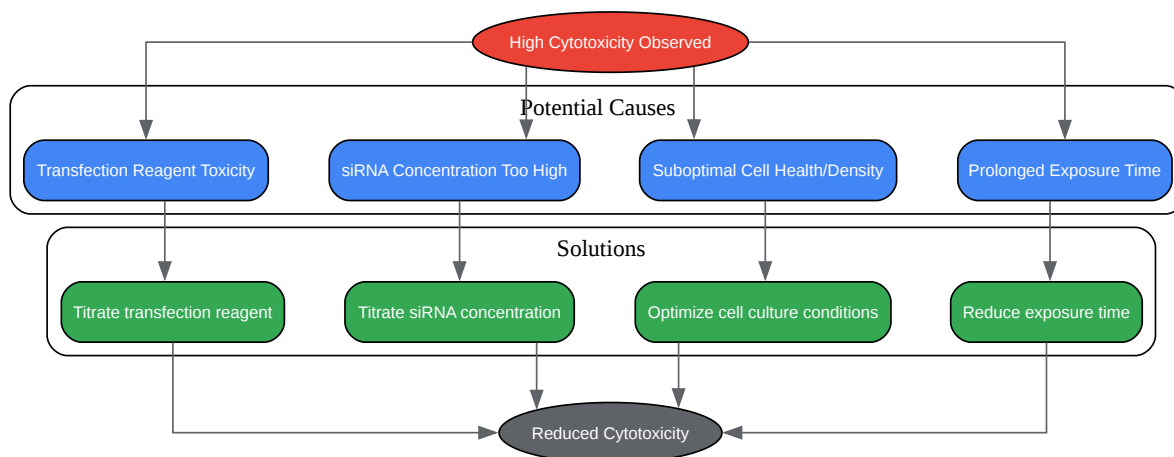 High Cytotoxicity Observed
Potential Causes
Transfection Reagent Toxicity
siRNA Concentration Too High
Suboptimal Cell Health/Density
Prolonged Exposure Time
Solutions
Titrate transfection reagent
Titrate siRNA concentration
Optimize cell culture conditions
Reduce exposure time
Reduced Cytotoxicity